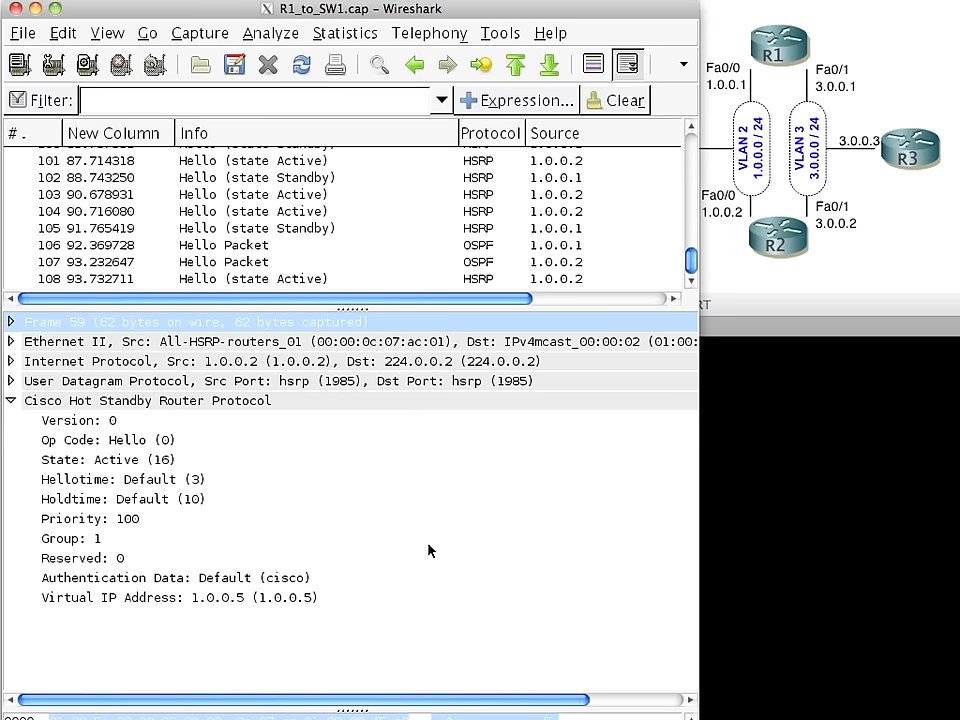 R1_to_SW1.cap - Wireshark
File Edit View Go Capture Analyze Statistics Telephony Tools Help
Filter: Expression... Clear
# . New Column Info Protocol Source
101 87.714318 Hello (state Active) HSRP 1.0.0.2
102 88.743250 Hello (state Standby) HSRP 1.0.0.1
103 90.678931 Hello (state Active) HSRP 1.0.0.2
104 90.716080 Hello (state Active) HSRP 1.0.0.2
105 91.765419 Hello (state Standby) HSRP 1.0.0.1
106 92.369728 Hello Packet OSPF 1.0.0.1
107 93.232647 Hello Packet OSPF 1.0.0.2
108 93.732711 Hello (state Active) HSRP 1.0.0.2
Frame 59 (62 bytes on wire, 62 bytes captured)
Ethernet II, Src: All-HSRP-routers_01 (00:00:0c:07:ac:01), Dst: IPv4mcast_00:00:02 (01:00:
Internet Protocol, Src: 1.0.0.2 (1.0.0.2), Dst: 224.0.0.2 (224.0.0.2)
User Datagram Protocol, Src Port: hsrp (1985), Dst Port: hsrp (1985)
Cisco Hot Standby Router Protocol
Version: 0
Op Code: Hello (0)
State: Active (16)
Hellotime: Default (3)
Holdtime: Default (10)
Priority: 100
Group: 1
Reserved: 0
Authentication Data: Default (cisco)
Virtual IP Address: 1.0.0.5 (1.0.0.5)
R1
Fa0/0
1.0.0.1
Fa0/1
3.0.0.1
VLAN 2
1.0.0.0 / 24
VLAN 3
3.0.0.0 / 24
3.0.0.3
R3
Fa0/0
1.0.0.2
Fa0/1
3.0.0.2
R2
RT